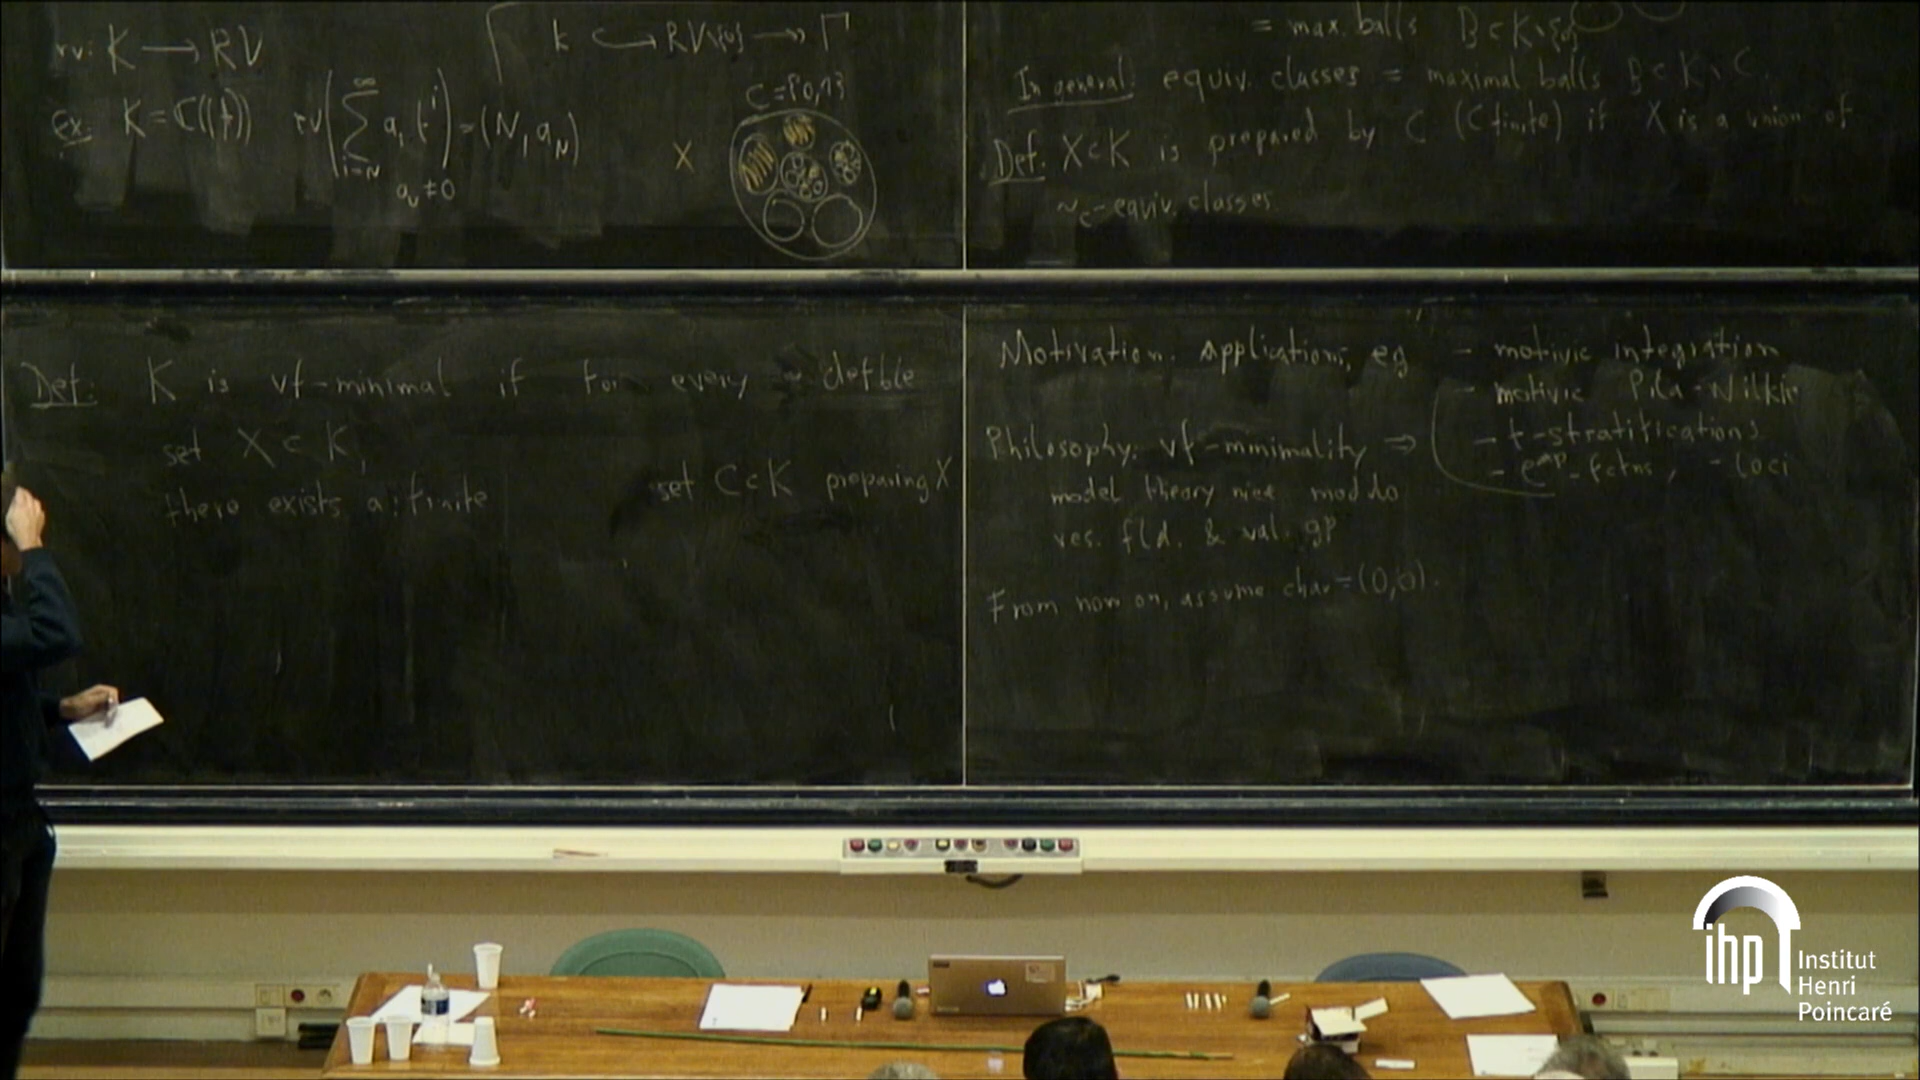 rv: K → RV
k ↪ RV\{0} ↠ Γ
ex: K = ℂ((t)) rv(∑_{i=N}^{∞} a_i t^i) = (N, a_N)
a_N ≠ 0
C = {0,1}
X
= max. balls B ⊂ K\{0}
In general: equiv. classes = maximal balls B ⊂ K \ C.
Def: X ⊂ K is prepared by C (C finite) if X is a union of
~_C-equiv. classes.
Def: K is vf-minimal if for every defble
set X ⊂ K,
there exists a finite set C ⊂ K preparing X
Motivation. Applications, eg - motivic integration
- motivic Pila-Wilkie
- t-stratifications
- fctns, - loci
Philosophy: vf-minimality ⇒
model theory nice modulo
res. fld. & val. gp
From now on, assume char = (0,0).
ihp
Institut
Henri
Poincaré